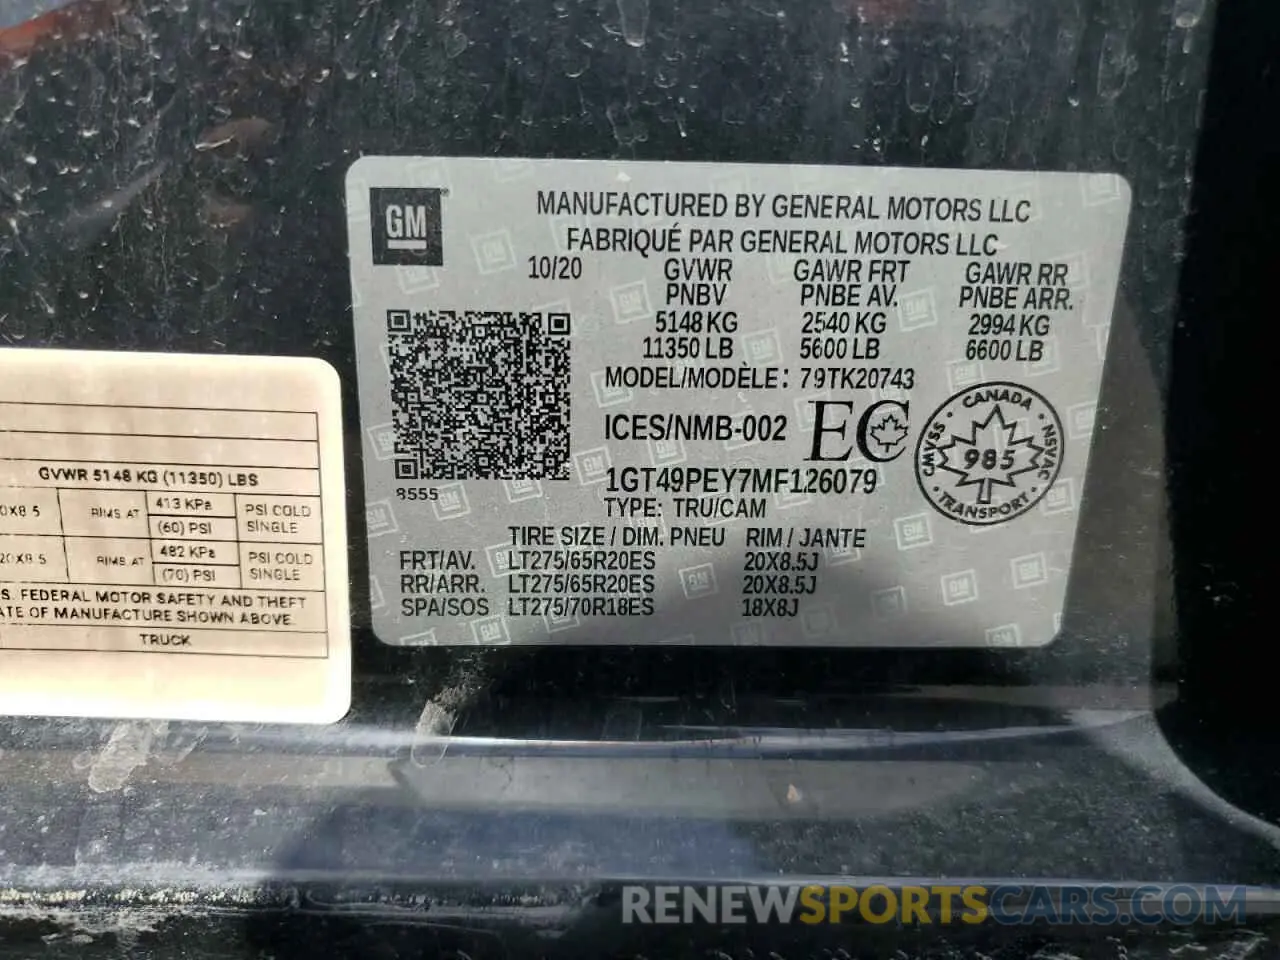 GM
MANUFACTURED BY GENERAL MOTORS LLC
FABRIQUÉ PAR GENERAL MOTORS LLC
10/20 GVWR GAWR FRT GAWR RR
PNBV PNBE AV. PNBE ARR.
5148 KG 2540 KG 2994 KG
11350 LB 5600 LB 6600 LB
MODEL/MODÈLE: 79TK20743
ICES/NMB-002 EC
CANADA
CMVSS 985 NSVAC
TRANSPORT
8555
1GT49PEY7MF126079
TYPE: TRU/CAM
TIRE SIZE / DIM. PNEU RIM / JANTE
FRT/AV. LT275/65R20ES 20X8.5J
RR/ARR. LT275/65R20ES 20X8.5J
SPA/SOS LT275/70R18ES 18X8J
GVWR 5148 KG (11350) LBS
0X8.5 RIMS AT 413 KPa PSI COLD
(60) PSI SINGLE
20X8.5 RIMS AT 482 KPa PSI COLD
(70) PSI SINGLE
S. FEDERAL MOTOR SAFETY AND THEFT
ATE OF MANUFACTURE SHOWN ABOVE.
TRUCK
RENEWSPORTSCARS.COM